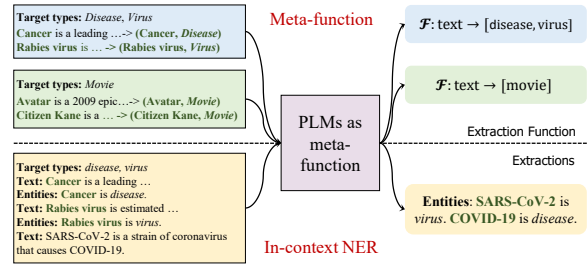 Meta-function
Target types: Disease, Virus
Cancer is a leading …-> (Cancer, Disease)
Rabies virus is … -> (Rabies virus, Virus)
Target types: Movie
Avatar is a 2009 epic…-> (Avatar, Movie)
Citizen Kane is a … -> (Citizen Kane, Movie)
Target types: disease, virus
Text: Cancer is a leading …
Entities: Cancer is disease.
Text: Rabies virus is estimated …
Entities: Rabies virus is virus.
Text: SARS-CoV-2 is a strain of coronavirus
that causes COVID-19.
PLMs as
meta-
function
In-context NER
ℱ: text → [disease, virus]
ℱ: text → [movie]
Extraction Function
Extractions
Entities: SARS-CoV-2 is
virus. COVID-19 is disease.